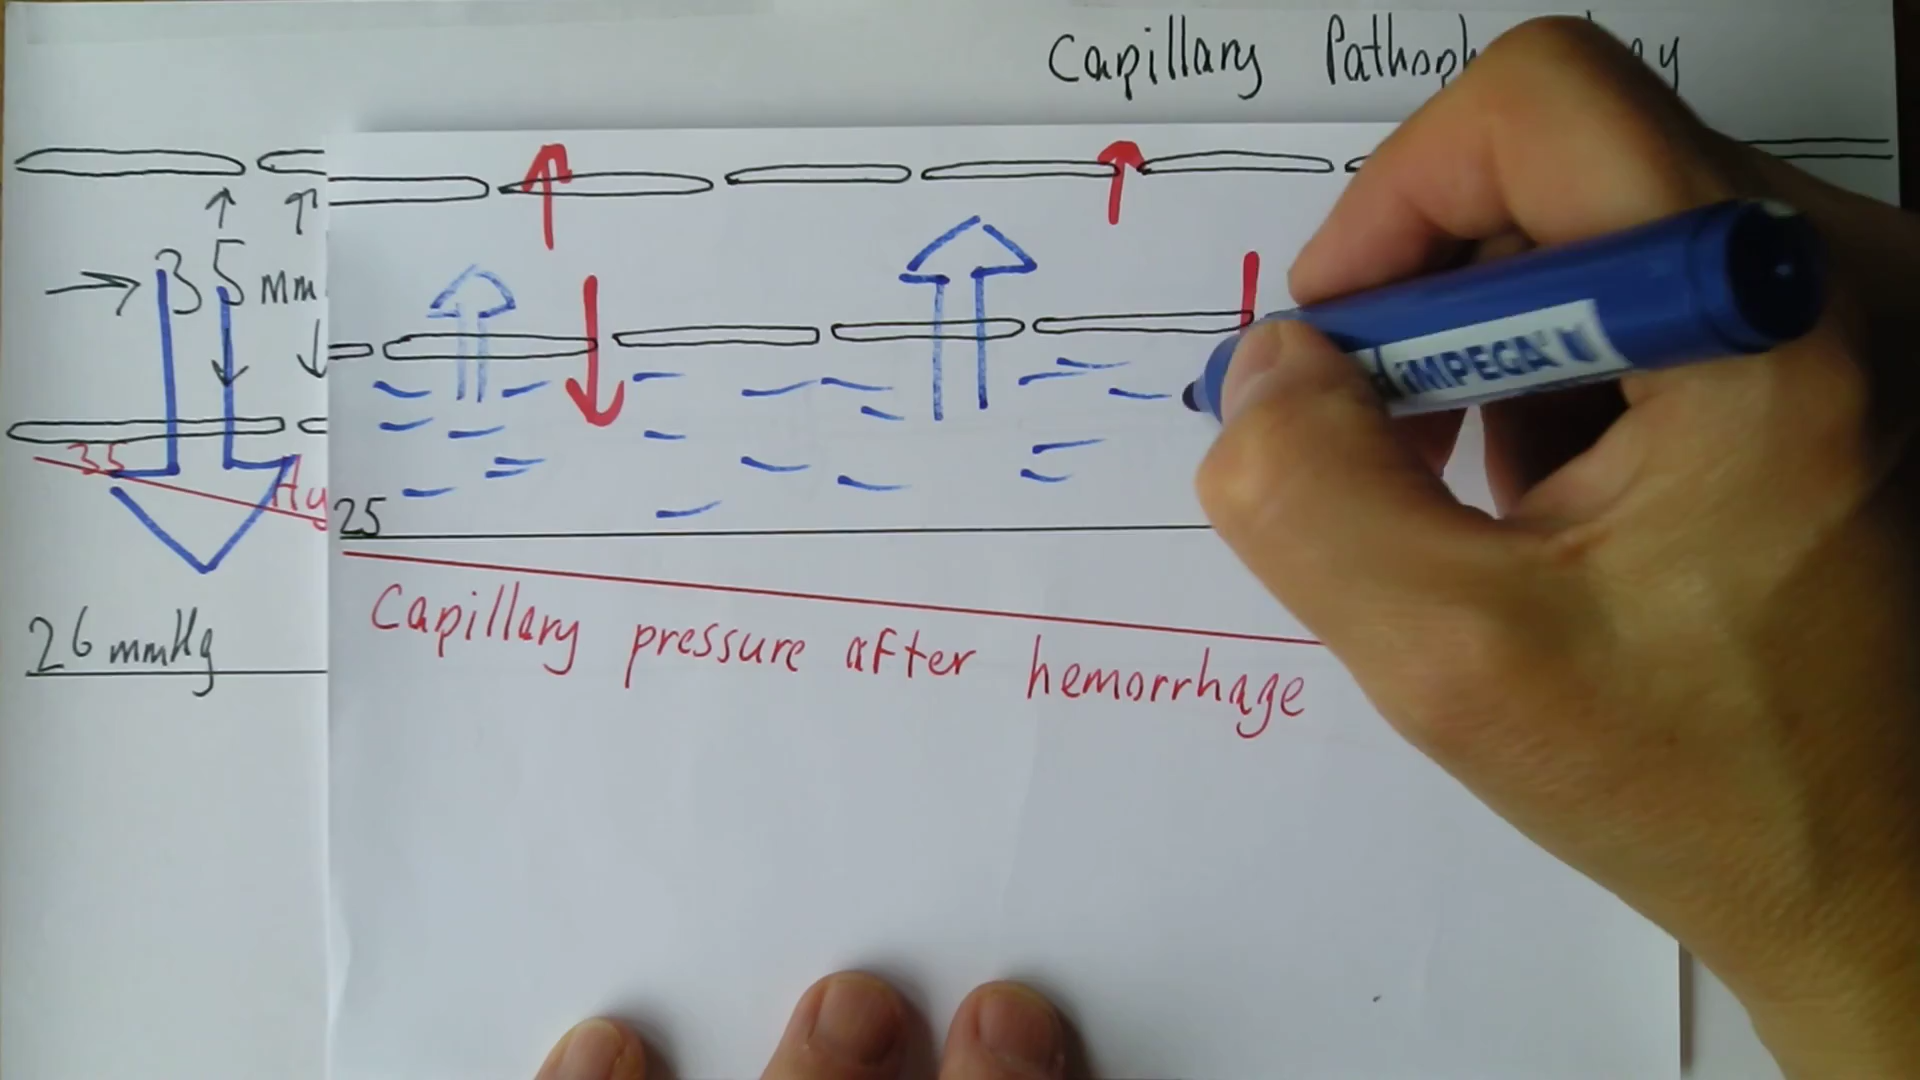 Capillary
35 mm
35
25
Capillary pressure after hemorrhage
26 mmHg
IMPEGA